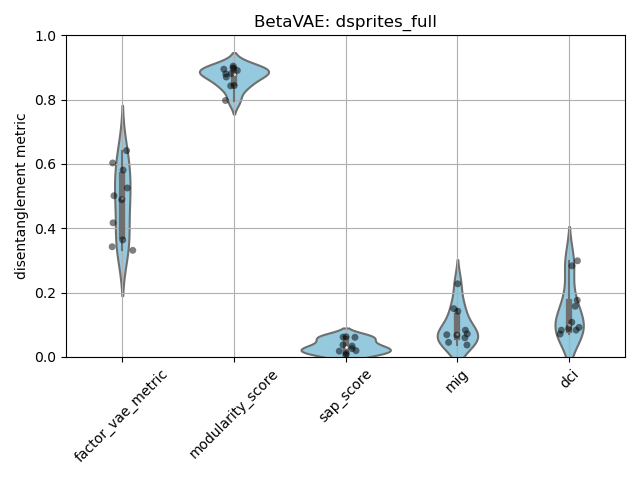 BetaVAE: dsprites_full
1.0
0.8
0.6
0.4
0.2
0.0
disentanglement metric
factor_vae_metric
modularity_score
sap_score
mig
dci